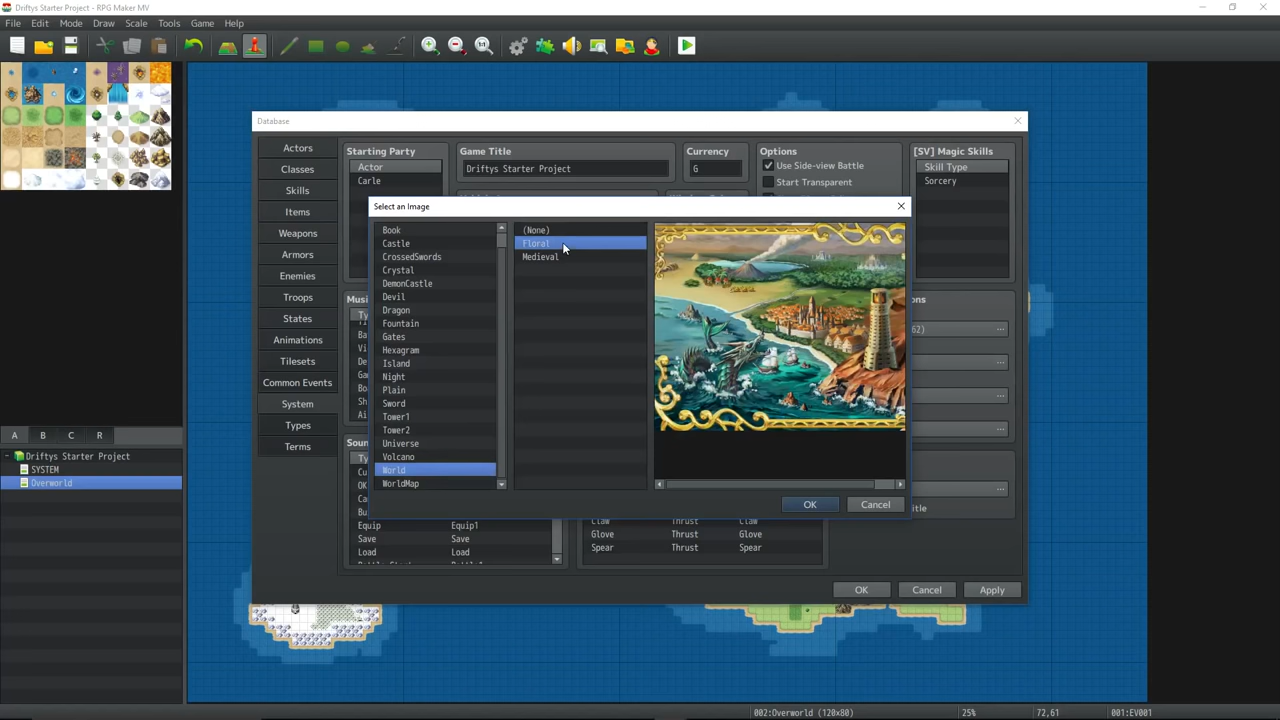 Driftys Starter Project - RPG Maker MV
File Edit Mode Draw Scale Tools Game Help
Database
Actors
Classes
Skills
Items
Weapons
Armors
Enemies
Troops
States
Animations
Tilesets
Common Events
System
Types
Terms
Starting Party
Actor
Carle
Game Title
Driftys Starter Project
Currency
G
Options
Use Side-view Battle
Start Transparent
[SV] Magic Skills
Skill Type
Sorcery
Select an Image
Book
Castle
CrossedSwords
Crystal
DemonCastle
Devil
Dragon
Fountain
Gates
Hexagram
Island
Night
Plain
Sword
Tower1
Tower2
Universe
Volcano
World
WorldMap
(None)
Floral
Medieval
OK Cancel
Equip Equip1
Save Save
Load Load
Claw Thrust Claw
Glove Thrust Glove
Spear Thrust Spear
OK Cancel Apply
A B C R
Driftys Starter Project
SYSTEM
Overworld
002:Overworld (120x80) 25% 72,61 001:EV001